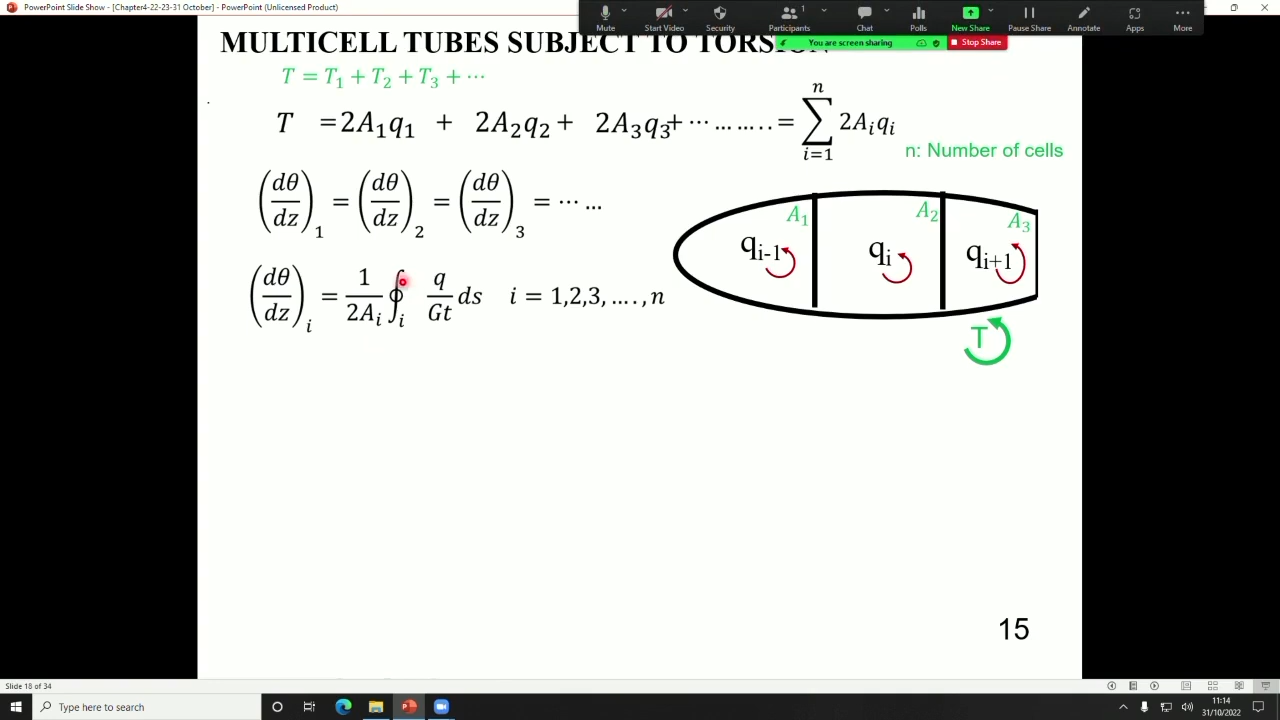 PowerPoint Slide Show - [Chapter4-22-23-31 October] - PowerPoint (Unlicensed Product)
Mute Start Video Security Participants 1 Chat Polls New Share Pause Share Annotate Apps More
You are screen sharing Stop Share
MULTICELL TUBES SUBJECT TO TORSION
T = T₁ + T₂ + T₃ + ⋯
T = 2A₁q₁ + 2A₂q₂ + 2A₃q₃ + ⋯ … … . . = ∑ᵢ₌₁ⁿ 2Aᵢqᵢ
n: Number of cells
(dθ/dz)₁ = (dθ/dz)₂ = (dθ/dz)₃ = ⋯ …
A₁ A₂ A₃
qᵢ₋₁ qᵢ qᵢ₊₁
(dθ/dz)ᵢ = 1/2Aᵢ ∮ᵢ q/Gt ds i = 1,2,3, … . , n
T
15
Slide 18 of 34
Type here to search
11:14
31/10/2022